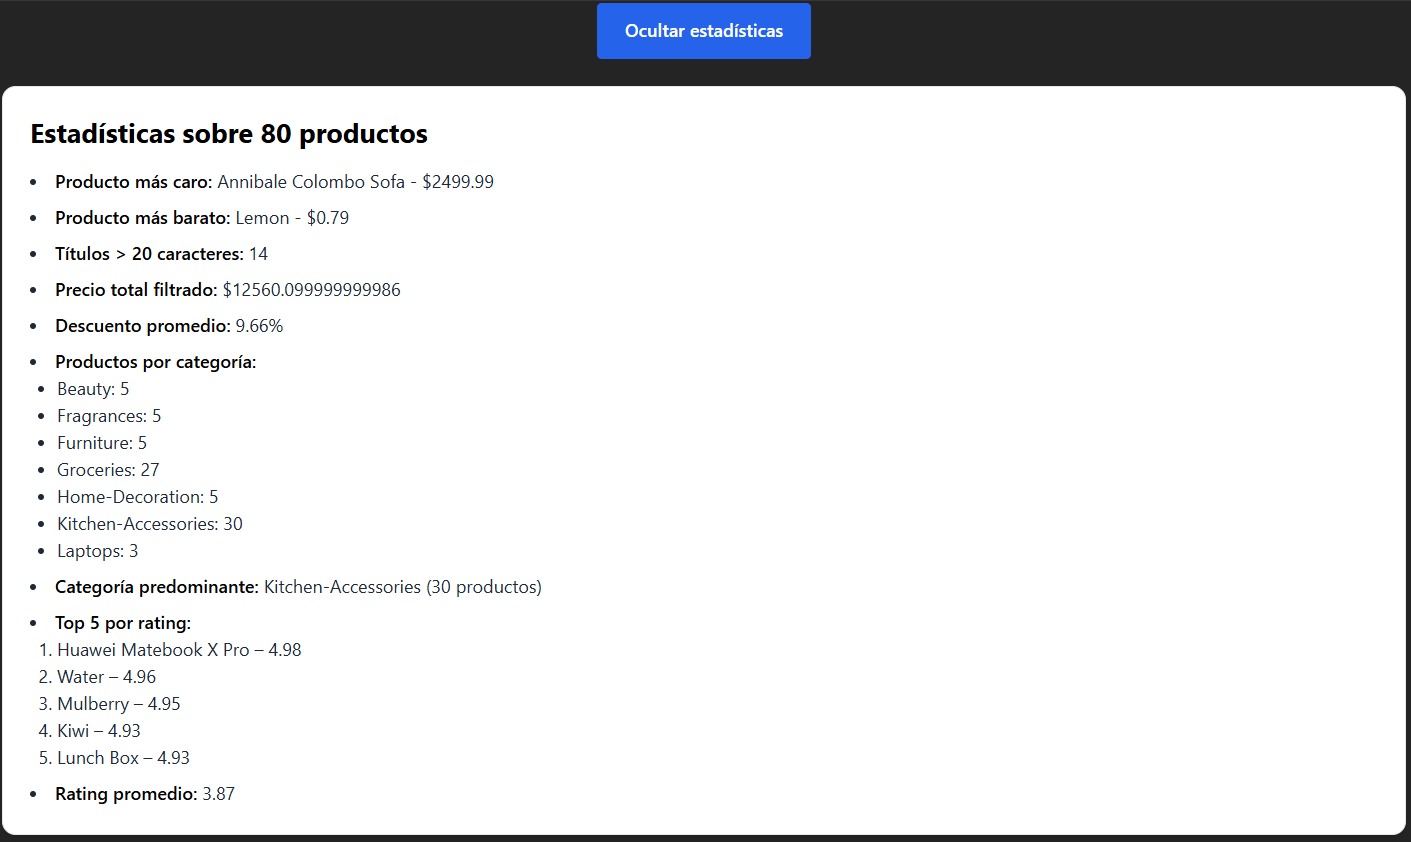 Ocultar estadísticas
Estadísticas sobre 80 productos
• Producto más caro: Annibale Colombo Sofa - $2499.99
• Producto más barato: Lemon - $0.79
• Títulos > 20 caracteres: 14
• Precio total filtrado: $12560.099999999986
• Descuento promedio: 9.66%
• Productos por categoría:
• Beauty: 5
• Fragrances: 5
• Furniture: 5
• Groceries: 27
• Home-Decoration: 5
• Kitchen-Accessories: 30
• Laptops: 3
• Categoría predominante: Kitchen-Accessories (30 productos)
• Top 5 por rating:
1. Huawei Matebook X Pro – 4.98
2. Water – 4.96
3. Mulberry – 4.95
4. Kiwi – 4.93
5. Lunch Box – 4.93
• Rating promedio: 3.87